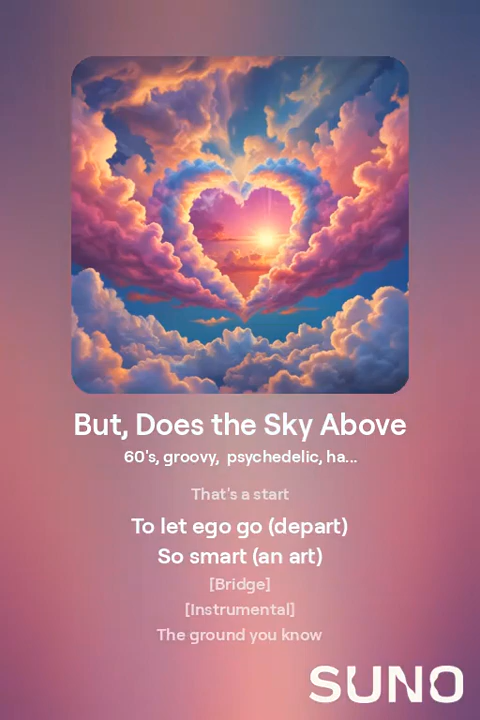 But, Does the Sky Above
60's, groovy, psychedelic, ha...
That's a start
To let ego go (depart)
So smart (an art)
[Bridge]
[Instrumental]
The ground you know
SUNO